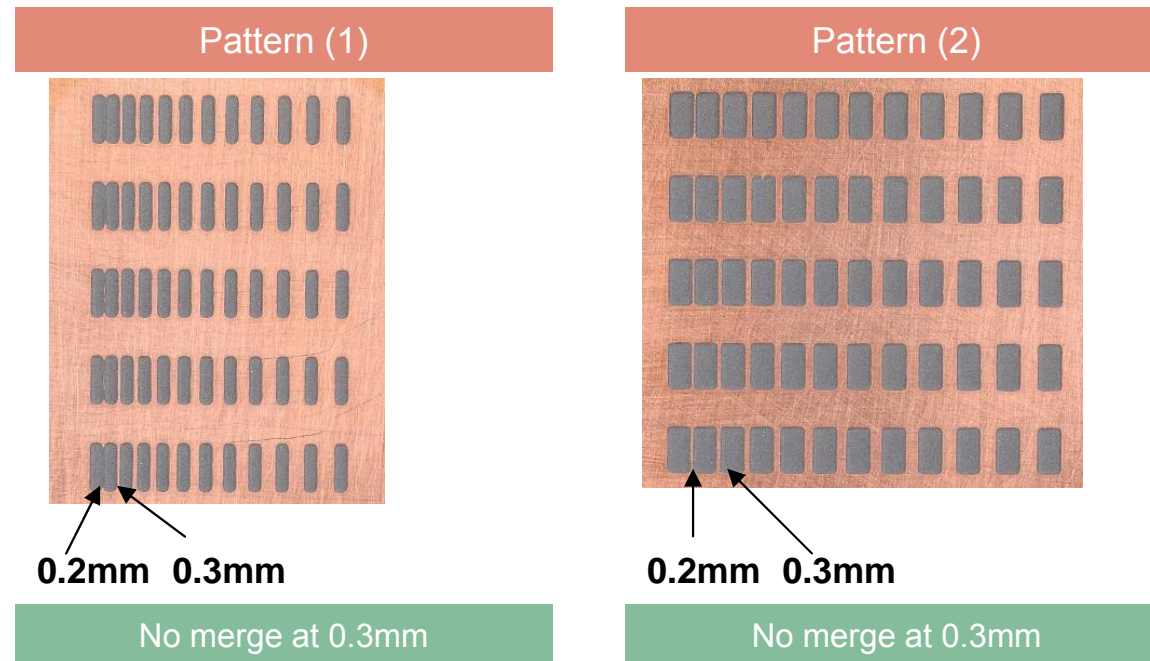 Pattern (1)
Pattern (2)
0.2mm 0.3mm
0.2mm 0.3mm
No merge at 0.3mm
No merge at 0.3mm